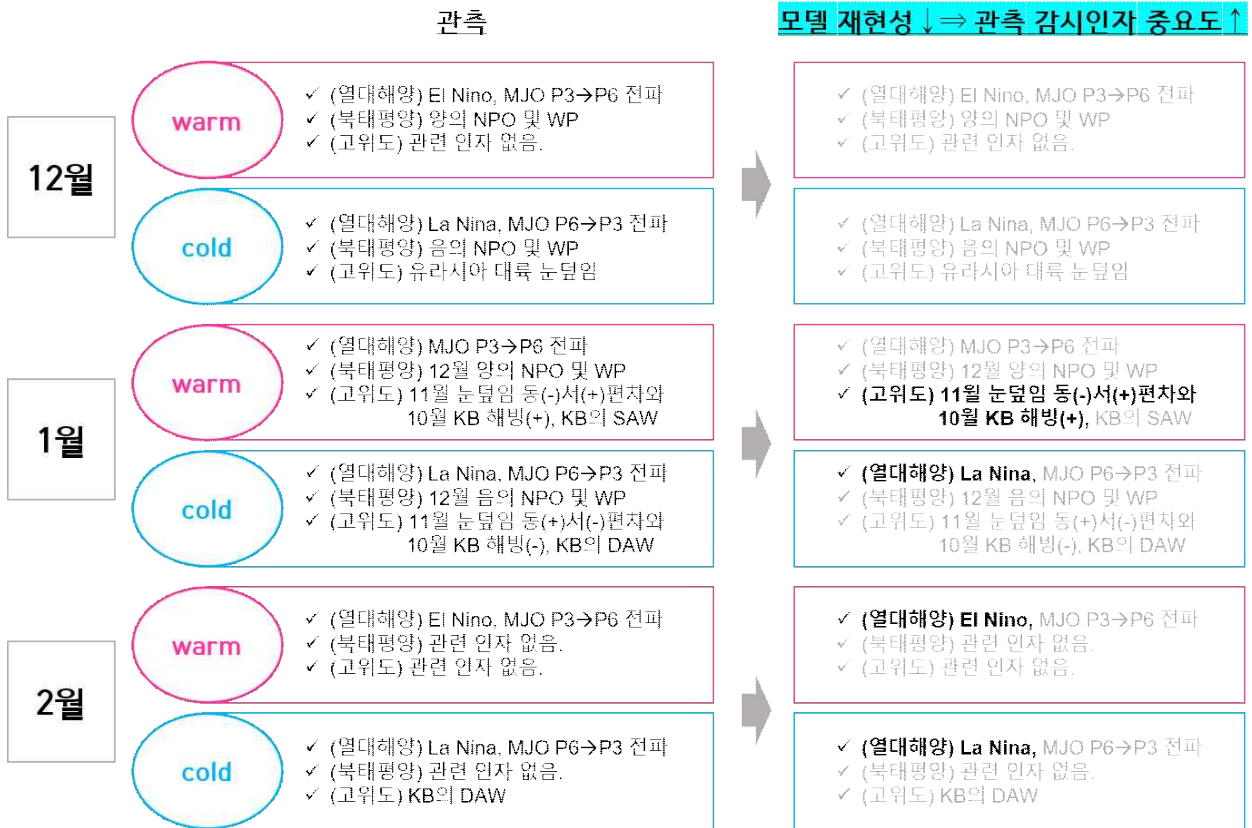 관측
모델 재현성↓⇒ 관측 감시인자 중요도↑
12월
warm
✓ (열대해양) El Nino, MJO P3→P6 전파
✓ (북태평양) 양의 NPO 및 WP
✓ (고위도) 관련 인자 없음.
✓ (열대해양) El Nino, MJO P3→P6 전파
✓ (북태평양) 양의 NPO 및 WP
✓ (고위도) 관련 인자 없음.
cold
✓ (열대해양) La Nina, MJO P6→P3 전파
✓ (북태평양) 음의 NPO 및 WP
✓ (고위도) 유라시아 대륙 눈덮임
✓ (열대해양) La Nina, MJO P6→P3 전파
✓ (북태평양) 음의 NPO 및 WP
✓ (고위도) 유라시아 대륙 눈덮임
1월
warm
✓ (열대해양) MJO P3→P6 전파
✓ (북태평양) 12월 양의 NPO 및 WP
✓ (고위도) 11월 눈덮임 동(-)서(+)편차와
10월 KB 해빙(+), KB의 SAW
✓ (열대해양) MJO P3→P6 전파
✓ (북태평양) 12월 양의 NPO 및 WP
✓ (고위도) 11월 눈덮임 동(-)서(+)편차와
10월 KB 해빙(+), KB의 SAW
cold
✓ (열대해양) La Nina, MJO P6→P3 전파
✓ (북태평양) 12월 음의 NPO 및 WP
✓ (고위도) 11월 눈덮임 동(+)서(-)편차와
10월 KB 해빙(-), KB의 DAW
✓ (열대해양) La Nina, MJO P6→P3 전파
✓ (북태평양) 12월 음의 NPO 및 WP
✓ (고위도) 11월 눈덮임 동(+)서(-)편차와
10월 KB 해빙(-), KB의 DAW
2월
warm
✓ (열대해양) El Nino, MJO P3→P6 전파
✓ (북태평양) 관련 인자 없음.
✓ (고위도) 관련 인자 없음.
✓ (열대해양) El Nino, MJO P3→P6 전파
✓ (북태평양) 관련 인자 없음.
✓ (고위도) 관련 인자 없음.
cold
✓ (열대해양) La Nina, MJO P6→P3 전파
✓ (북태평양) 관련 인자 없음.
✓ (고위도) KB의 DAW
✓ (열대해양) La Nina, MJO P6→P3 전파
✓ (북태평양) 관련 인자 없음.
✓ (고위도) KB의 DAW